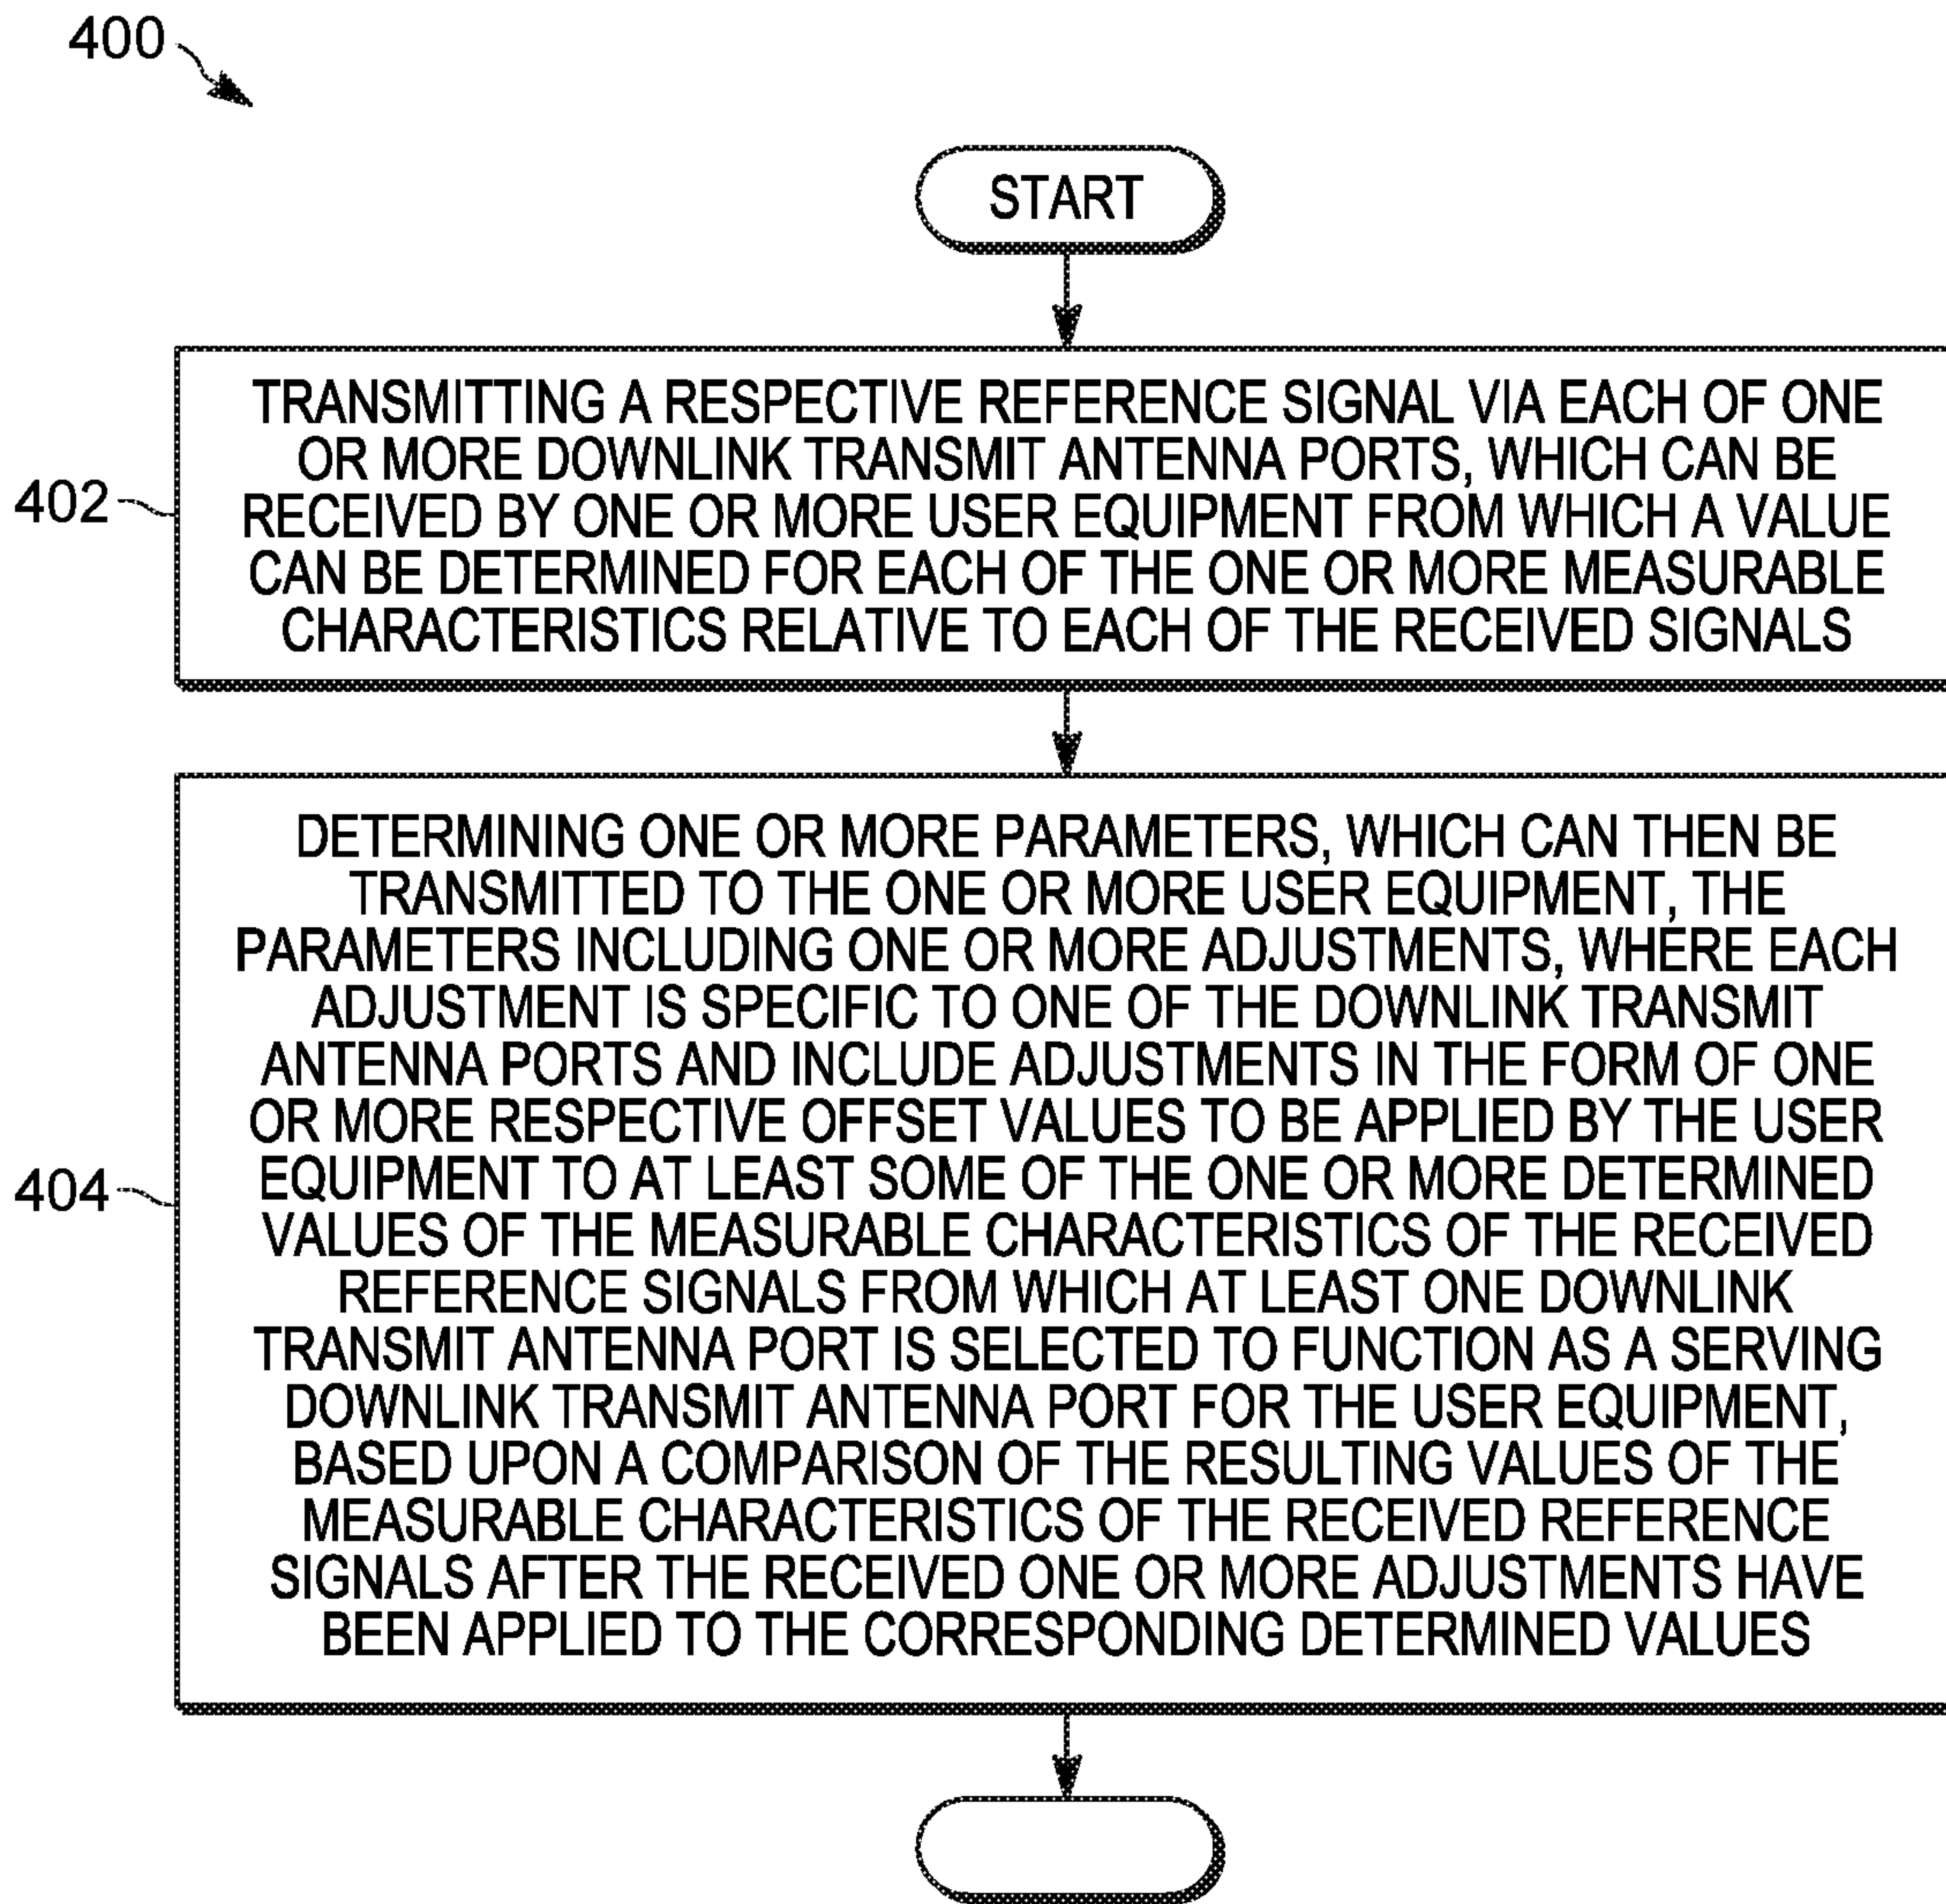 400
START
402
TRANSMITTING A RESPECTIVE REFERENCE SIGNAL VIA EACH OF ONE
OR MORE DOWNLINK TRANSMIT ANTENNA PORTS, WHICH CAN BE
RECEIVED BY ONE OR MORE USER EQUIPMENT FROM WHICH A VALUE
CAN BE DETERMINED FOR EACH OF THE ONE OR MORE MEASURABLE
CHARACTERISTICS RELATIVE TO EACH OF THE RECEIVED SIGNALS
404
DETERMINING ONE OR MORE PARAMETERS, WHICH CAN THEN BE
TRANSMITTED TO THE ONE OR MORE USER EQUIPMENT, THE
PARAMETERS INCLUDING ONE OR MORE ADJUSTMENTS, WHERE EACH
ADJUSTMENT IS SPECIFIC TO ONE OF THE DOWNLINK TRANSMIT
ANTENNA PORTS AND INCLUDE ADJUSTMENTS IN THE FORM OF ONE
OR MORE RESPECTIVE OFFSET VALUES TO BE APPLIED BY THE USER
EQUIPMENT TO AT LEAST SOME OF THE ONE OR MORE DETERMINED
VALUES OF THE MEASURABLE CHARACTERISTICS OF THE RECEIVED
REFERENCE SIGNALS FROM WHICH AT LEAST ONE DOWNLINK
TRANSMIT ANTENNA PORT IS SELECTED TO FUNCTION AS A SERVING
DOWNLINK TRANSMIT ANTENNA PORT FOR THE USER EQUIPMENT,
BASED UPON A COMPARISON OF THE RESULTING VALUES OF THE
MEASURABLE CHARACTERISTICS OF THE RECEIVED REFERENCE
SIGNALS AFTER THE RECEIVED ONE OR MORE ADJUSTMENTS HAVE
BEEN APPLIED TO THE CORRESPONDING DETERMINED VALUES